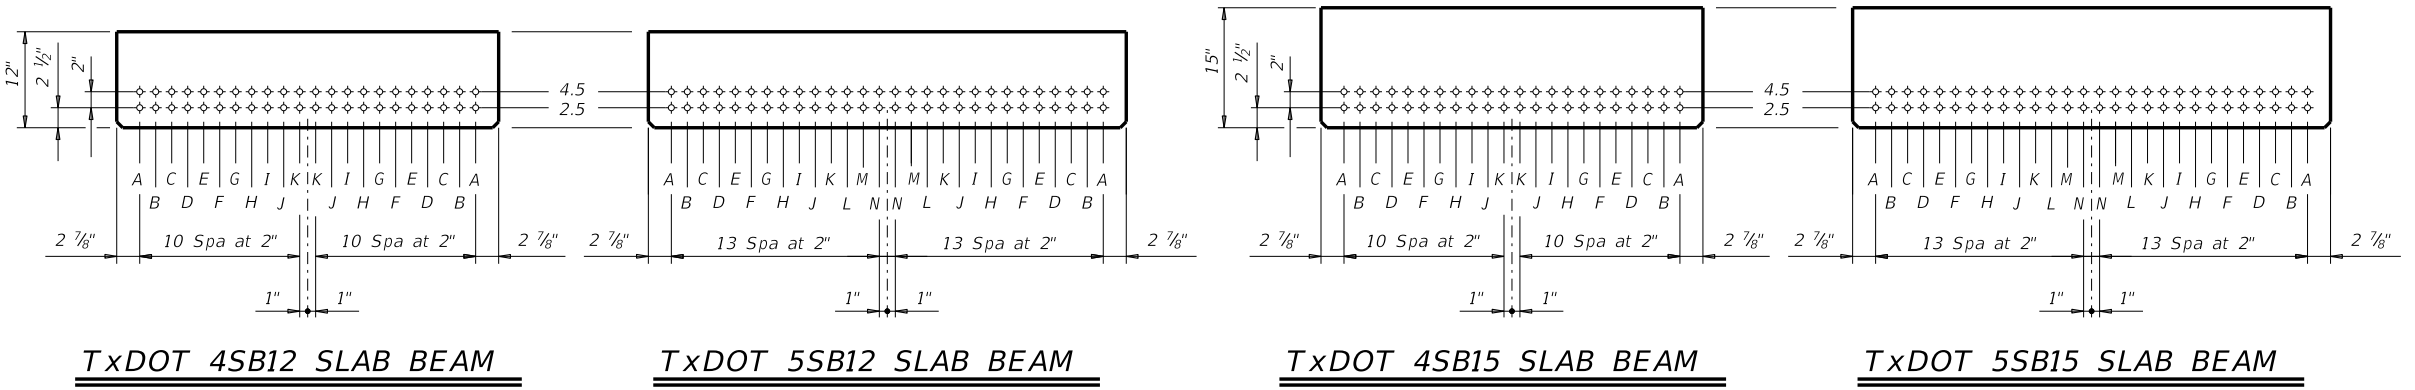 12"
2 ½"
2"
4.5
2.5
15"
2 ½"
2"
4.5
2.5
A C E G I K K I G E C A
B D F H J J H F D B
A C E G I K M M K I G E C A
B D F H J L N N L J H F D B
A C E G I K K I G E C A
B D F H J J H F D B
A C E G I K M M K I G E C A
B D F H J L N N L J H F D B
2 ⅞" 10 Spa at 2" 10 Spa at 2" 2 ⅞"
2 ⅞" 13 Spa at 2" 13 Spa at 2" 2 ⅞"
2 ⅞" 10 Spa at 2" 10 Spa at 2" 2 ⅞"
2 ⅞" 13 Spa at 2" 13 Spa at 2" 2 ⅞"
1" 1"
1" 1"
1" 1"
1" 1"
TxDOT 4SB12 SLAB BEAM
TxDOT 5SB12 SLAB BEAM
TxDOT 4SB15 SLAB BEAM
TxDOT 5SB15 SLAB BEAM